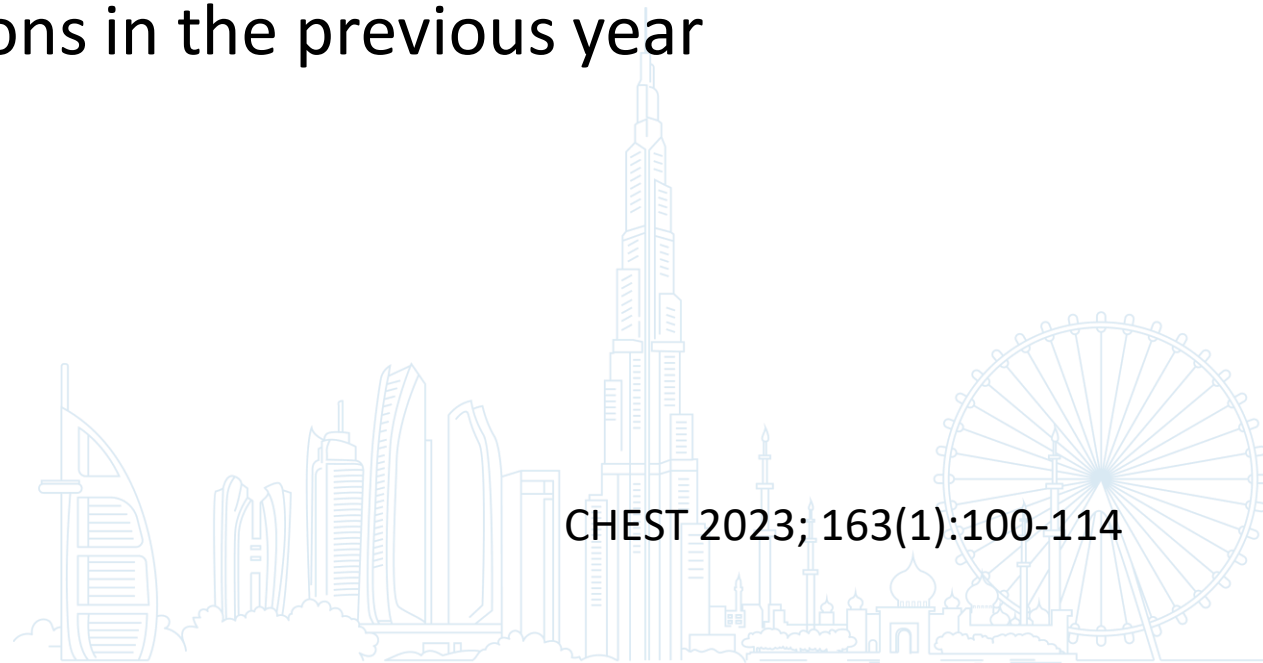 ons in the previous year
CHEST 2023; 163(1):100-114